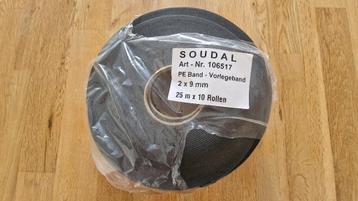 SOUDAL
Art - Nr. 106517
PE Band - Vorlegeband
2 x 9 mm
25 m x 10 Rollen